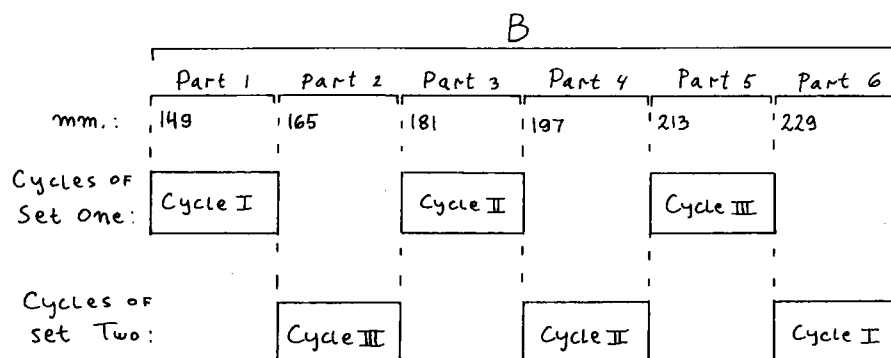 B
Part 1 Part 2 Part 3 Part 4 Part 5 Part 6
mm.: 149 165 181 197 213 229
Cycles of
Set One:
Cycle I Cycle II Cycle III
Cycles of
set Two:
Cycle III Cycle II Cycle I